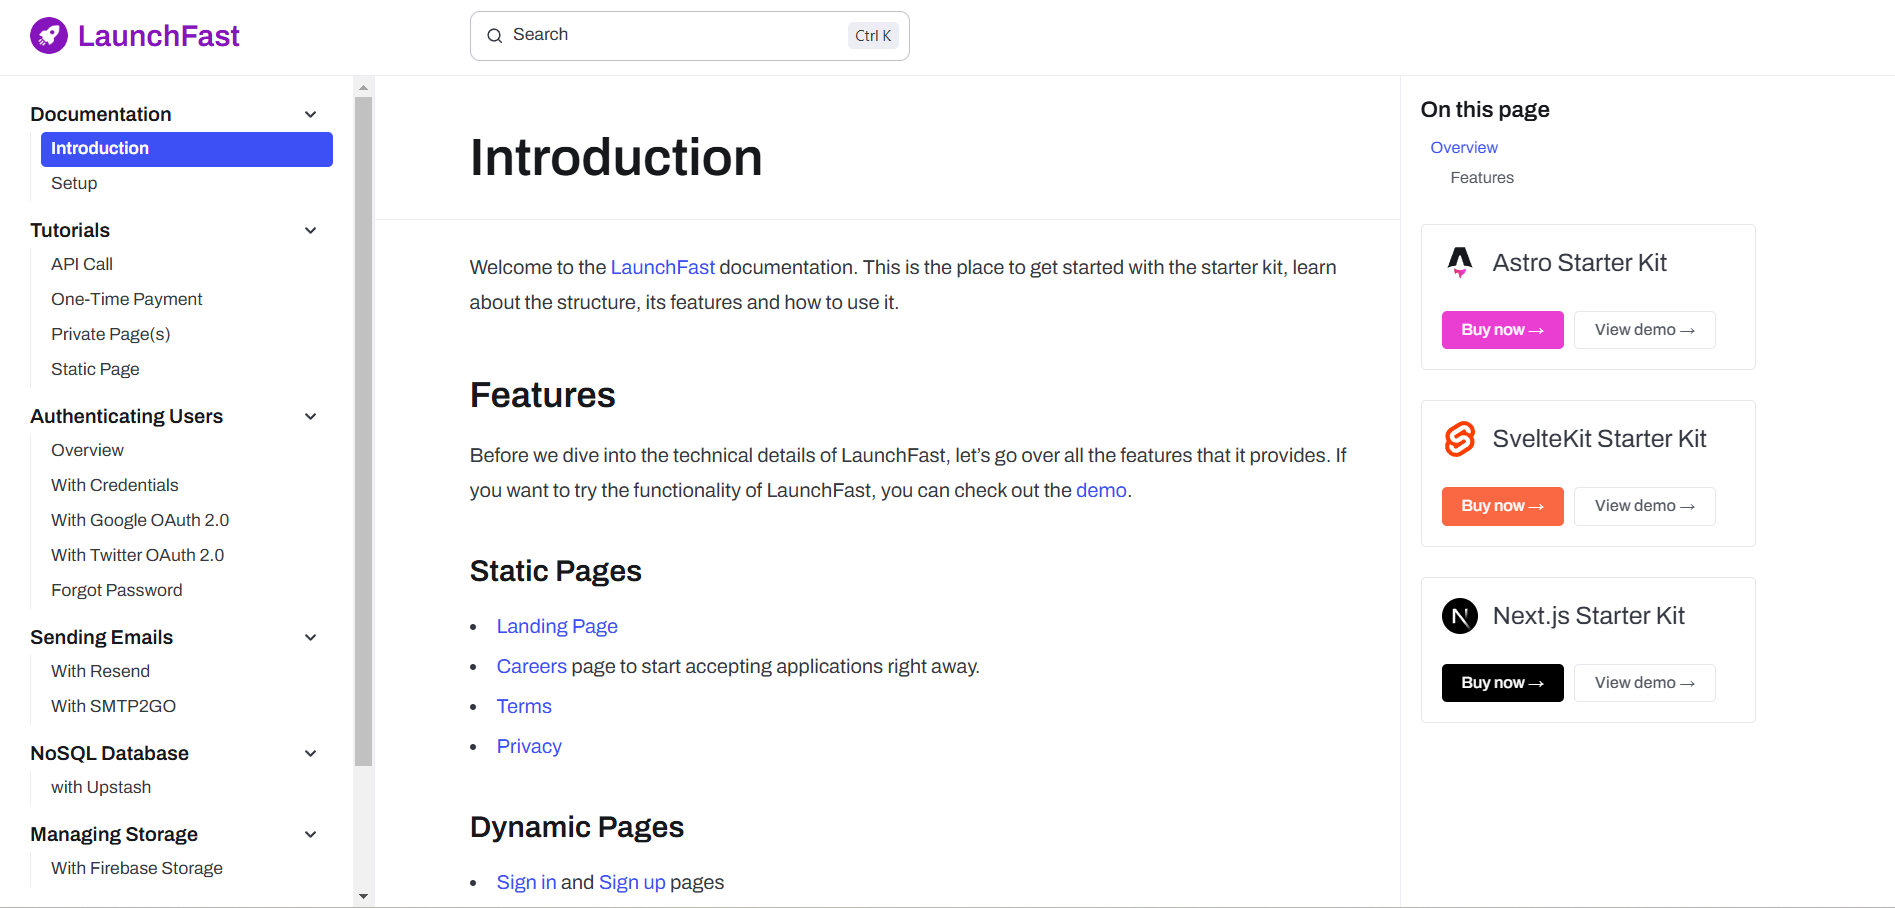 LaunchFast
Search
Ctrl K
Documentation
Introduction
Setup
Tutorials
API Call
One-Time Payment
Private Page(s)
Static Page
Authenticating Users
Overview
With Credentials
With Google OAuth 2.0
With Twitter OAuth 2.0
Forgot Password
Sending Emails
With Resend
With SMTP2GO
NoSQL Database
with Upstash
Managing Storage
With Firebase Storage
Introduction
Welcome to the LaunchFast documentation. This is the place to get started with the starter kit, learn
about the structure, its features and how to use it.
Features
Before we dive into the technical details of LaunchFast, let’s go over all the features that it provides. If
you want to try the functionality of LaunchFast, you can check out the demo.
Static Pages
• Landing Page
• Careers page to start accepting applications right away.
• Terms
• Privacy
Dynamic Pages
• Sign in and Sign up pages
On this page
Overview
Features
Astro Starter Kit
Buy now → View demo →
SvelteKit Starter Kit
Buy now → View demo →
Next.js Starter Kit
Buy now → View demo →